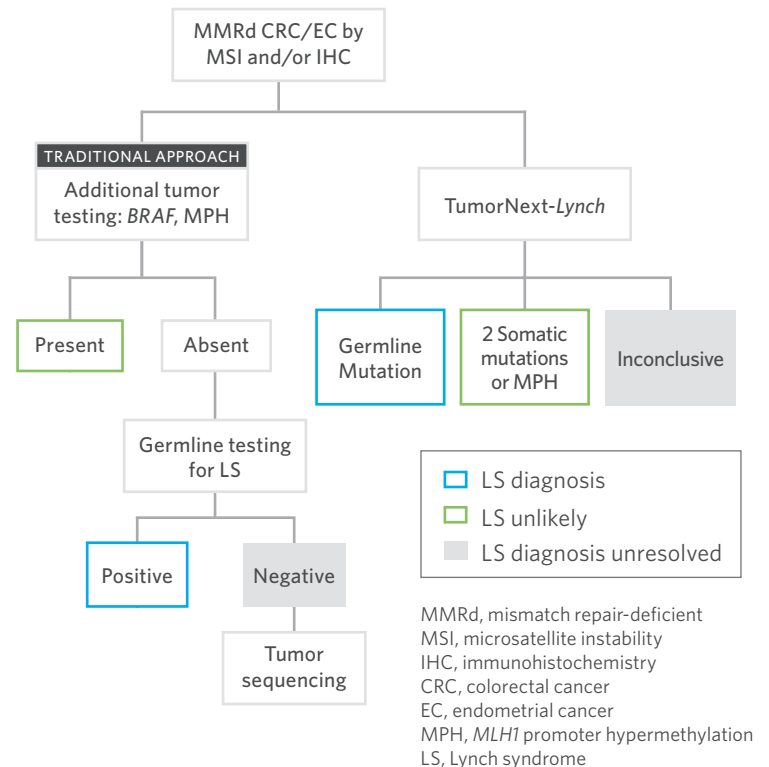 MMRd CRC/EC by
MSI and/or IHC
TRADITIONAL APPROACH
Additional tumor
testing: BRAF, MPH
TumorNext-Lynch
Present
Absent
Germline
Mutation
2 Somatic
mutations
or MPH
Inconclusive
Germline testing
for LS
Positive
Negative
Tumor
sequencing
LS diagnosis
LS unlikely
LS diagnosis unresolved
MMRd, mismatch repair-deficient
MSI, microsatellite instability
IHC, immunohistochemistry
CRC, colorectal cancer
EC, endometrial cancer
MPH, MLH1 promoter hypermethylation
LS, Lynch syndrome